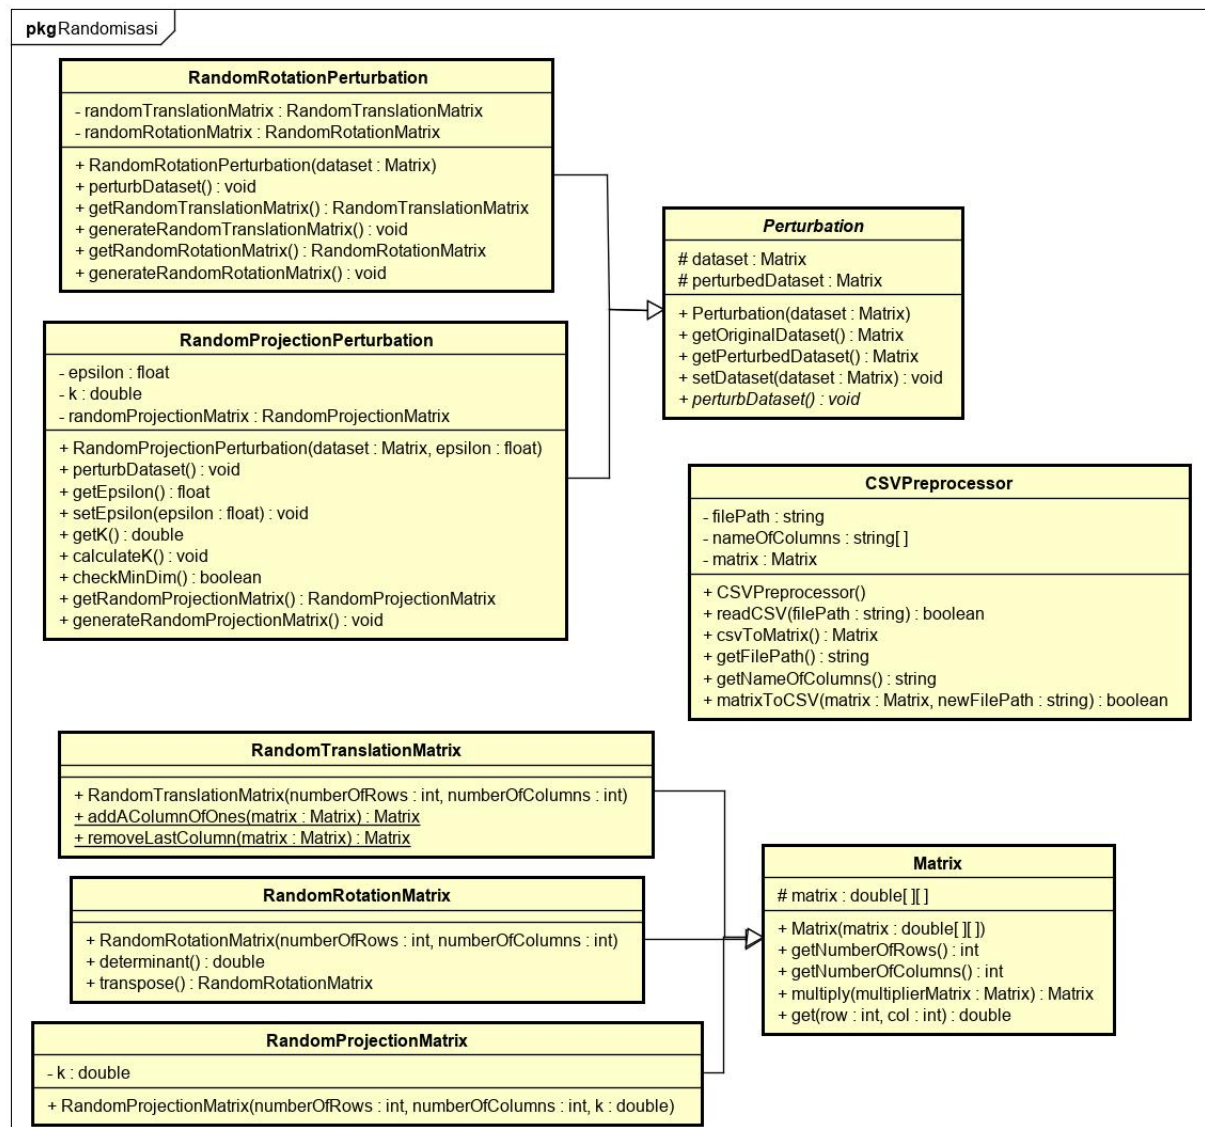 pkg Randomisasi
RandomRotationPerturbation
- randomTranslationMatrix : RandomTranslationMatrix
- randomRotationMatrix : RandomRotationMatrix
+ RandomRotationPerturbation(dataset : Matrix)
+ perturbDataset() : void
+ getRandomTranslationMatrix() : RandomTranslationMatrix
+ generateRandomTranslationMatrix() : void
+ getRandomRotationMatrix() : RandomRotationMatrix
+ generateRandomRotationMatrix() : void
Perturbation
# dataset : Matrix
# perturbedDataset : Matrix
+ Perturbation(dataset : Matrix)
+ getOriginalDataset() : Matrix
+ getPerturbedDataset() : Matrix
+ setDataset(dataset : Matrix) : void
+ perturbDataset() : void
RandomProjectionPerturbation
- epsilon : float
- k : double
- randomProjectionMatrix : RandomProjectionMatrix
+ RandomProjectionPerturbation(dataset : Matrix, epsilon : float)
+ perturbDataset() : void
+ getEpsilon() : float
+ setEpsilon(epsilon : float) : void
+ getK() : double
+ calculateK() : void
+ checkMinDim() : boolean
+ getRandomProjectionMatrix() : RandomProjectionMatrix
+ generateRandomProjectionMatrix() : void
CSVPreprocessor
- filePath : string
- nameOfColumns : string[ ]
- matrix : Matrix
+ CSVPreprocessor()
+ readCSV(filePath : string) : boolean
+ csvToMatrix() : Matrix
+ getFilePath() : string
+ getNameOfColumns() : string
+ matrixToCSV(matrix : Matrix, newFilePath : string) : boolean
RandomTranslationMatrix
+ RandomTranslationMatrix(numberOfRows : int, numberOfColumns : int)
+ addAColumnOfOnes(matrix : Matrix) : Matrix
+ removeLastColumn(matrix : Matrix) : Matrix
RandomRotationMatrix
+ RandomRotationMatrix(numberOfRows : int, numberOfColumns : int)
+ determinant() : double
+ transpose() : RandomRotationMatrix
Matrix
# matrix : double[ ][ ]
+ Matrix(matrix : double[ ][ ])
+ getNumberOfRows() : int
+ getNumberOfColumns() : int
+ multiply(multiplierMatrix : Matrix) : Matrix
+ get(row : int, col : int) : double
RandomProjectionMatrix
- k : double
+ RandomProjectionMatrix(numberOfRows : int, numberOfColumns : int, k : double)